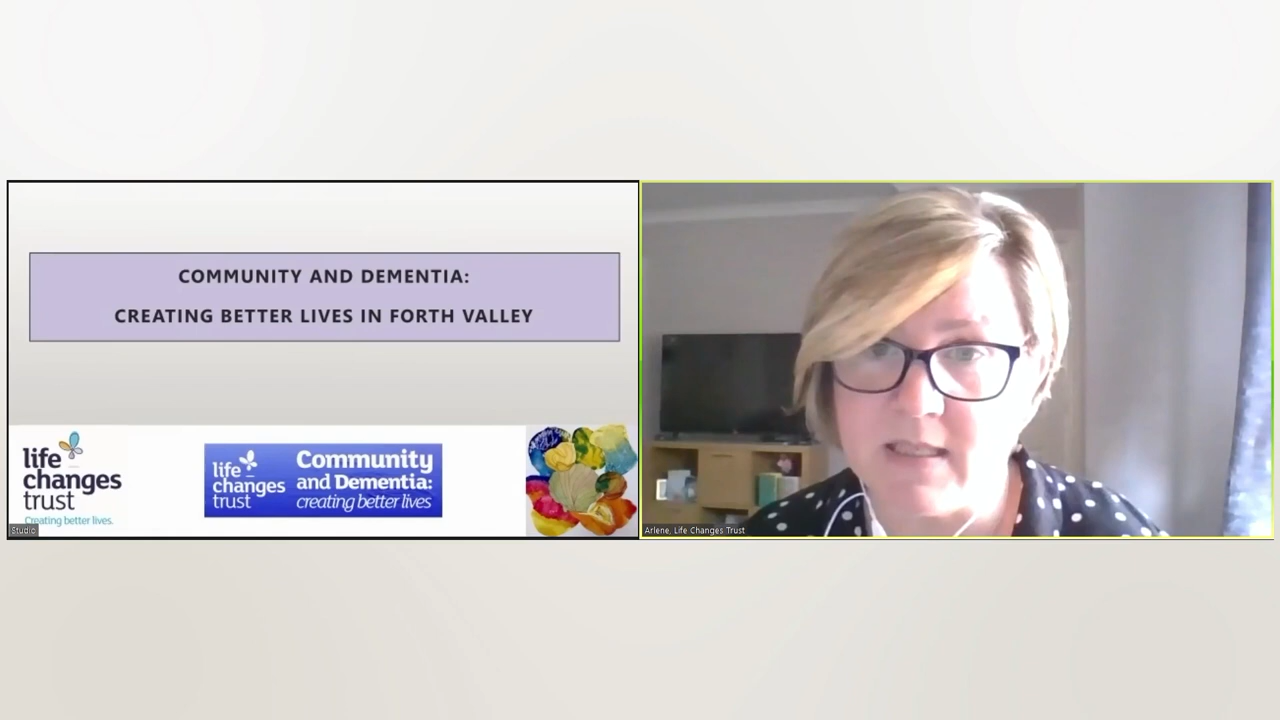 COMMUNITY AND DEMENTIA:
CREATING BETTER LIVES IN FORTH VALLEY
life
changes
trust
Creating better lives.
life
changes
trust
Community
and Dementia:
creating better lives
Studio
Arlene, Life Changes Trust